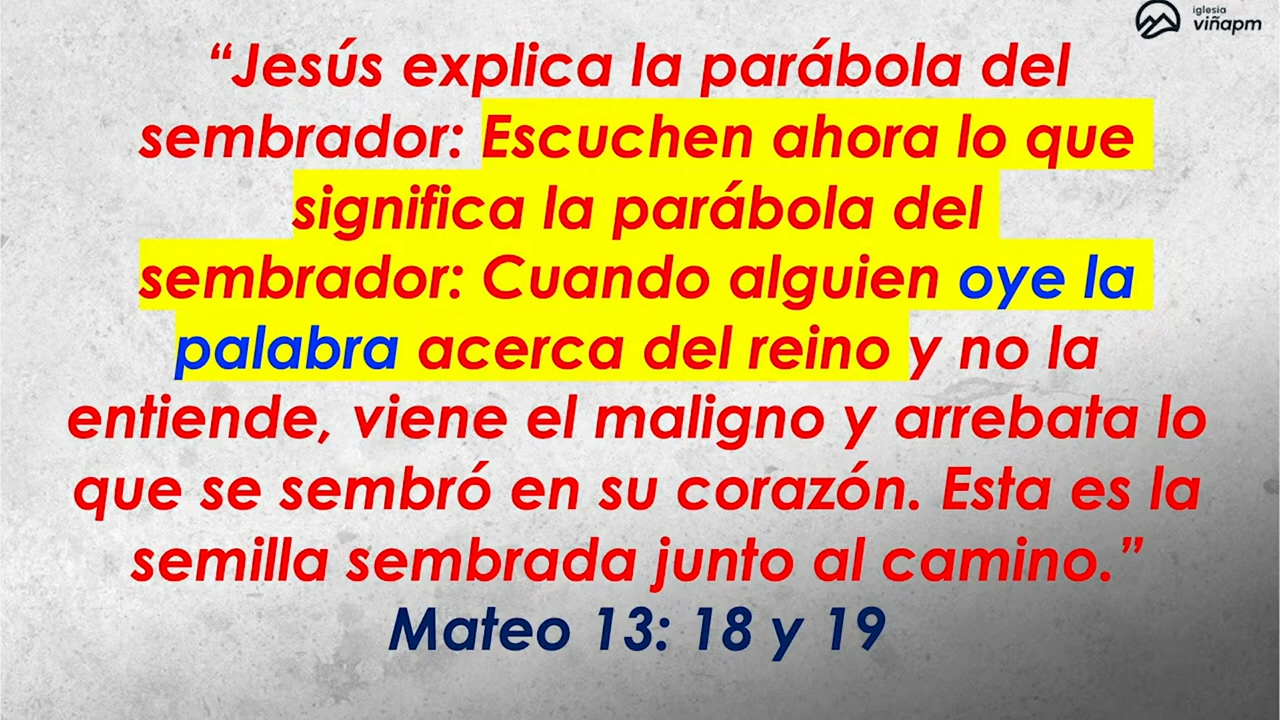 iglesia
viñapm
“Jesús explica la parábola del
sembrador: Escuchen ahora lo que
significa la parábola del
sembrador: Cuando alguien oye la
palabra acerca del reino y no la
entiende, viene el maligno y arrebata lo
que se sembró en su corazón. Esta es la
semilla sembrada junto al camino.”
Mateo 13: 18 y 19